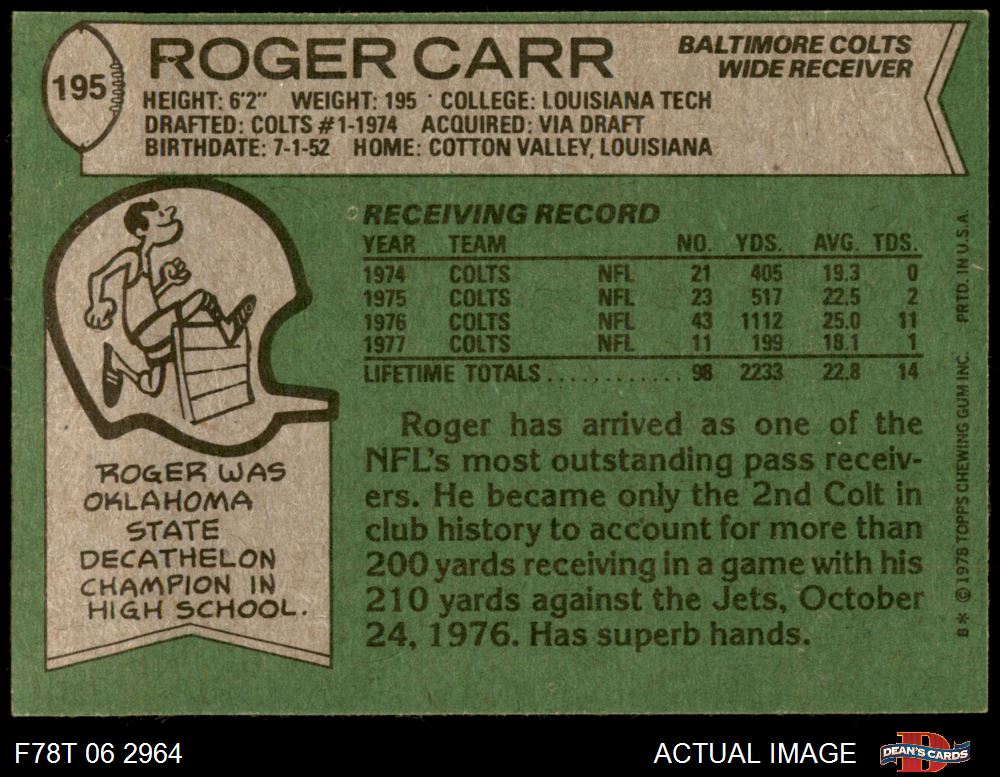 195
ROGER CARR
BALTIMORE COLTS
WIDE RECEIVER
HEIGHT: 6'2" WEIGHT: 195 COLLEGE: LOUISIANA TECH
DRAFTED: COLTS #1-1974 ACQUIRED: VIA DRAFT
BIRTHDATE: 7-1-52 HOME: COTTON VALLEY, LOUISIANA
RECEIVING RECORD
YEAR TEAM NO. YDS. AVG. TDS.
1974 COLTS NFL 21 405 19.3 0
1975 COLTS NFL 23 517 22.5 2
1976 COLTS NFL 43 1112 25.0 11
1977 COLTS NFL 11 199 18.1 1
LIFETIME TOTALS............ 98 2233 22.8 14
Roger has arrived as one of the
NFL's most outstanding pass receiv-
ers. He became only the 2nd Colt in
club history to account for more than
200 yards receiving in a game with his
210 yards against the Jets, October
24, 1976. Has superb hands.
ROGER WAS
OKLAHOMA
STATE
DECATHELON
CHAMPION IN
HIGH SCHOOL.
B* © 1978 TOPPS CHEWING GUM INC. PRTD. IN U.S.A.
F78T 06 2964
ACTUAL IMAGE
D
DEAN'S CARDS